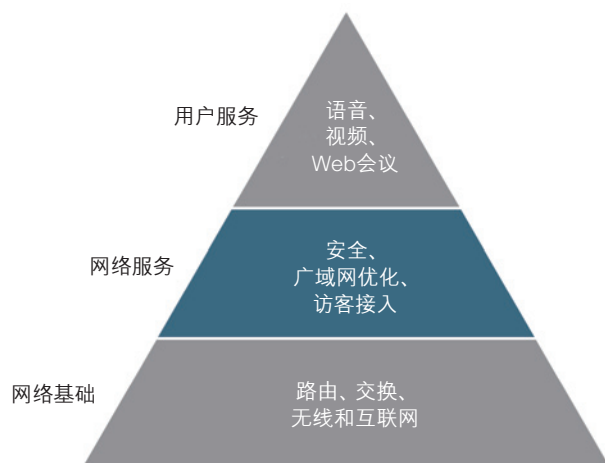 用户服务
语音、
视频、
Web会议
网络服务
安全、
广域网优化、
访客接入
网络基础
路由、交换、
无线和互联网